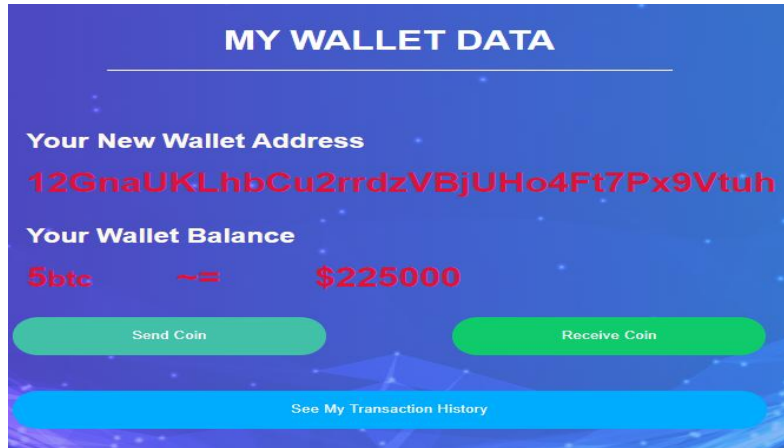 MY WALLET DATA
Your New Wallet Address
12GnaUKLhbCu2rrdzVBjUHo4Ft7Px9Vtuh
Your Wallet Balance
5btc ~= $225000
Send Coin Receive Coin
See My Transaction History